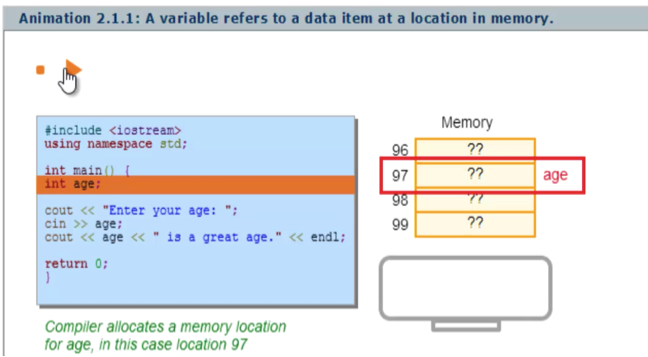 Animation 2.1.1: A variable refers to a data item at a location in memory.
#include <iostream>
using namespace std;
int main() {
int age;
cout << "Enter your age: ";
cin >> age;
cout << age << " is a great age." << endl;
return 0;
}
Compiler allocates a memory location
for age, in this case location 97
Memory
96 ??
97 ?? age
98 ??
99 ??